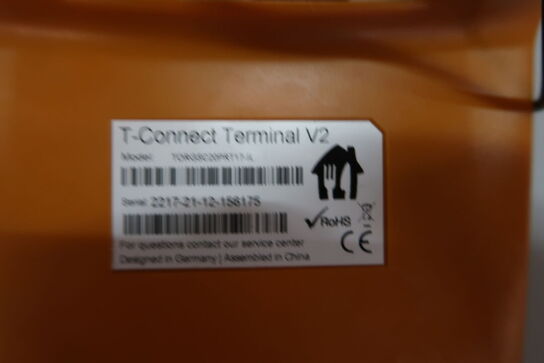 T-Connect Terminal V2
Model:
Serial: 2217-21-12-156175
RoHS
CE
For questions contact our service center
Designed in Germany | Assembled in China